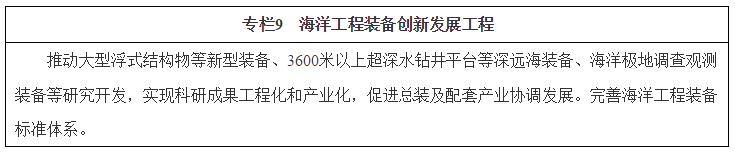 专栏9 海洋工程装备创新发展工程
推动大型浮式结构物等新型装备、3600米以上超深水钻井平台等深远海装备、海洋极地调查观测
装备等研究开发，实现科研成果工程化和产业化，促进总装及配套产业协调发展。完善海洋工程装备
标准体系。